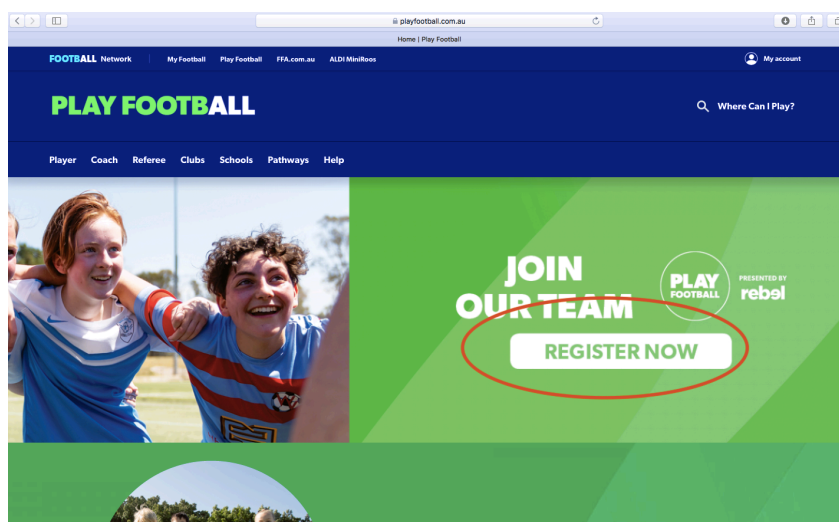 playfootball.com.au
Home | Play Football
FOOTBALL Network My Football Play Football FFA.com.au ALDI MiniRoos My account
PLAY FOOTBALL
Where Can I Play?
Player Coach Referee Clubs Schools Pathways Help
JOIN
OUR TEAM
PLAY
FOOTBALL
PRESENTED BY
rebel
REGISTER NOW